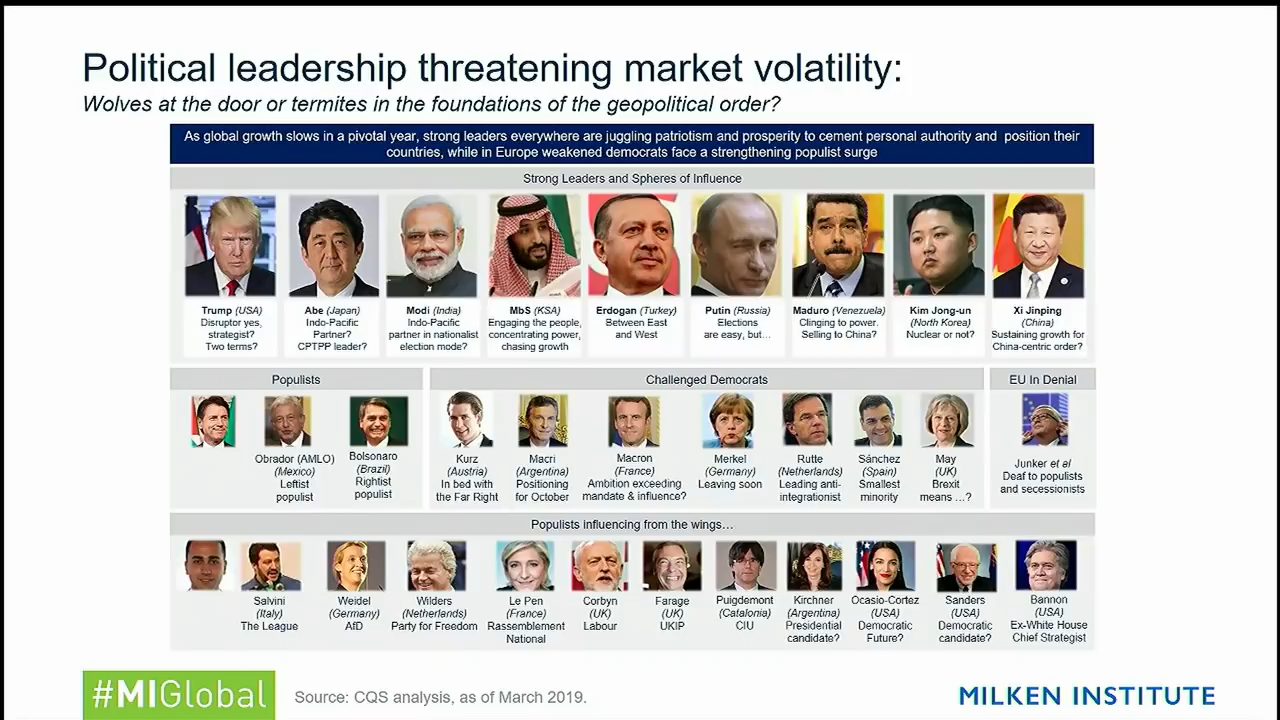 Political leadership threatening market volatility:
Wolves at the door or termites in the foundations of the geopolitical order?
As global growth slows in a pivotal year, strong leaders everywhere are juggling patriotism and prosperity to cement personal authority and position their
countries, while in Europe weakened democrats face a strengthening populist surge
Strong Leaders and Spheres of Influence
Trump (USA)
Disruptor yes,
strategist?
Two terms?
Abe (Japan)
Indo-Pacific
Partner?
CPTPP leader?
Modi (India)
Indo-Pacific
partner in nationalist
election mode?
MbS (KSA)
Engaging the people,
concentrating power,
chasing growth
Erdogan (Turkey)
Between East
and West
Putin (Russia)
Elections
are easy, but…
Maduro (Venezuela)
Clinging to power.
Selling to China?
Kim Jong-un
(North Korea)
Nuclear or not?
Xi Jinping
(China)
Sustaining growth for
China-centric order?
Populists
Obrador (AMLO)
(Mexico)
Leftist
populist
Bolsonaro
(Brazil)
Rightist
populist
Challenged Democrats
Kurz
(Austria)
In bed with
the Far Right
Macri
(Argentina)
Positioning
for October
Macron
(France)
Ambition exceeding
mandate & influence?
Merkel
(Germany)
Leaving soon
Rutte
(Netherlands)
Leading anti-
integrationist
Sánchez
(Spain)
Smallest
minority
May
(UK)
Brexit
means …?
EU In Denial
Junker et al
Deaf to populists
and secessionists
Populists influencing from the wings…
Salvini
(Italy)
The League
Weidel
(Germany)
AfD
Wilders
(Netherlands)
Party for Freedom
Le Pen
(France)
Rassemblement
National
Corbyn
(UK)
Labour
Farage
(UK)
UKIP
Puigdemont
(Catalonia)
CIU
Kirchner
(Argentina)
Presidential
candidate?
Ocasio-Cortez
(USA)
Democratic
Future?
Sanders
(USA)
Democratic
candidate?
Bannon
(USA)
Ex-White House
Chief Strategist
#MIGlobal
Source: CQS analysis, as of March 2019.
MILKEN INSTITUTE